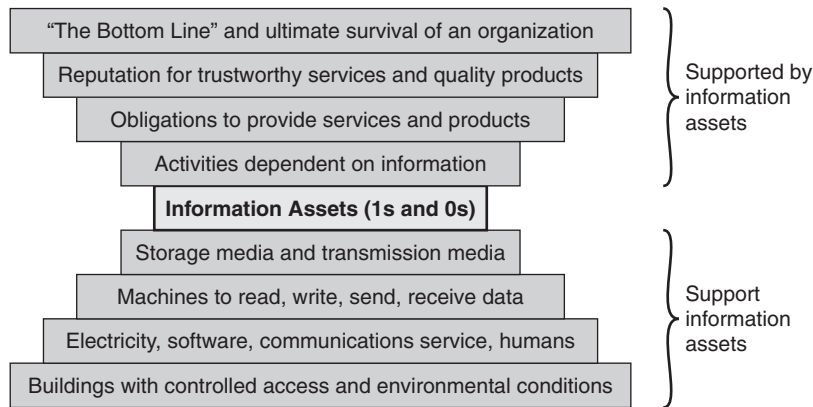 “The Bottom Line” and ultimate survival of an organization
Reputation for trustworthy services and quality products
Obligations to provide services and products
Activities dependent on information
Supported by
information
assets
Information Assets (1s and 0s)
Storage media and transmission media
Machines to read, write, send, receive data
Electricity, software, communications service, humans
Buildings with controlled access and environmental conditions
Support
information
assets